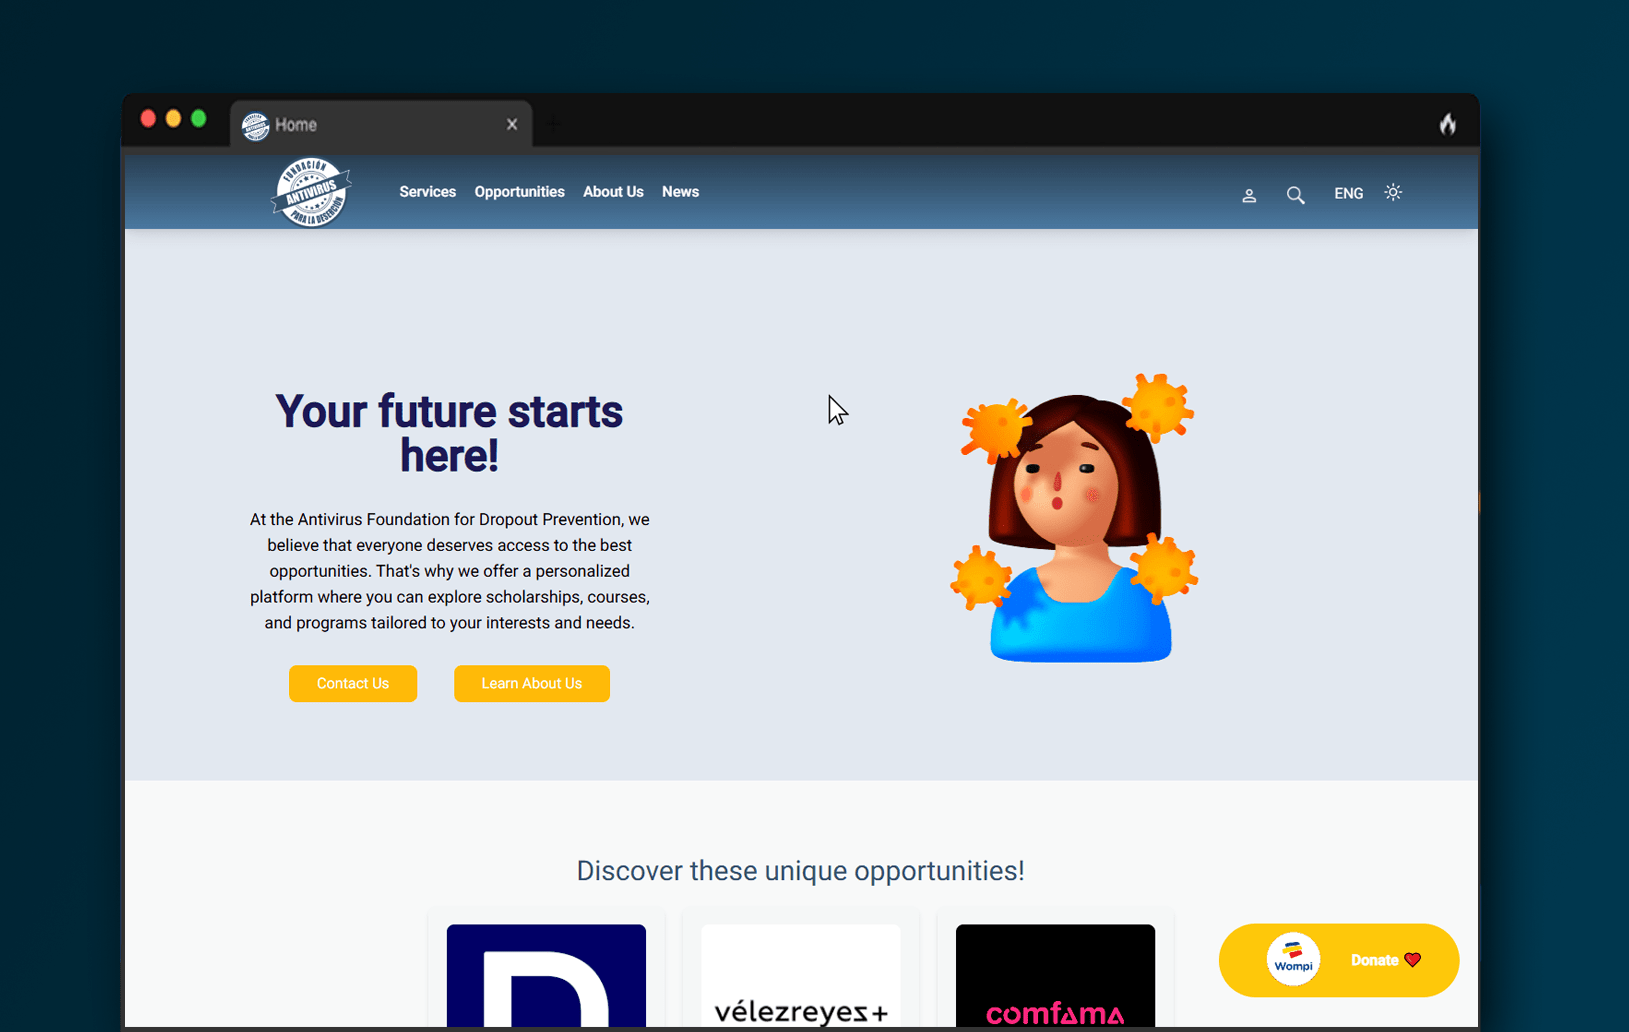 Home
FUNDACIÓN
ANTIVIRUS
PARA LA DESERCIÓN
Services Opportunities About Us News
ENG
Your future starts
here!
At the Antivirus Foundation for Dropout Prevention, we
believe that everyone deserves access to the best
opportunities. That's why we offer a personalized
platform where you can explore scholarships, courses,
and programs tailored to your interests and needs.
Contact Us Learn About Us
Discover these unique opportunities!
vélezreyes+
comfama
Wompi
Donate